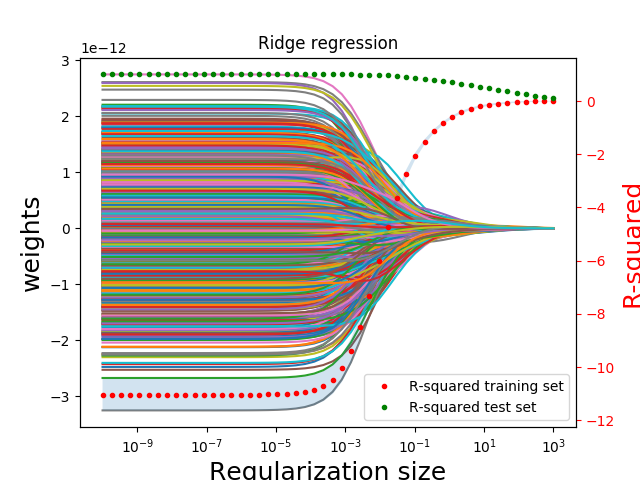 Ridge regression
1e−12
3
2
1
0
−1
−2
−3
weights
0
−2
−4
−6
−8
−10
−12
R-squared
R-squared training set
R-squared test set
10⁻⁹ 10⁻⁷ 10⁻⁵ 10⁻³ 10⁻¹ 10¹ 10³
Regularization size